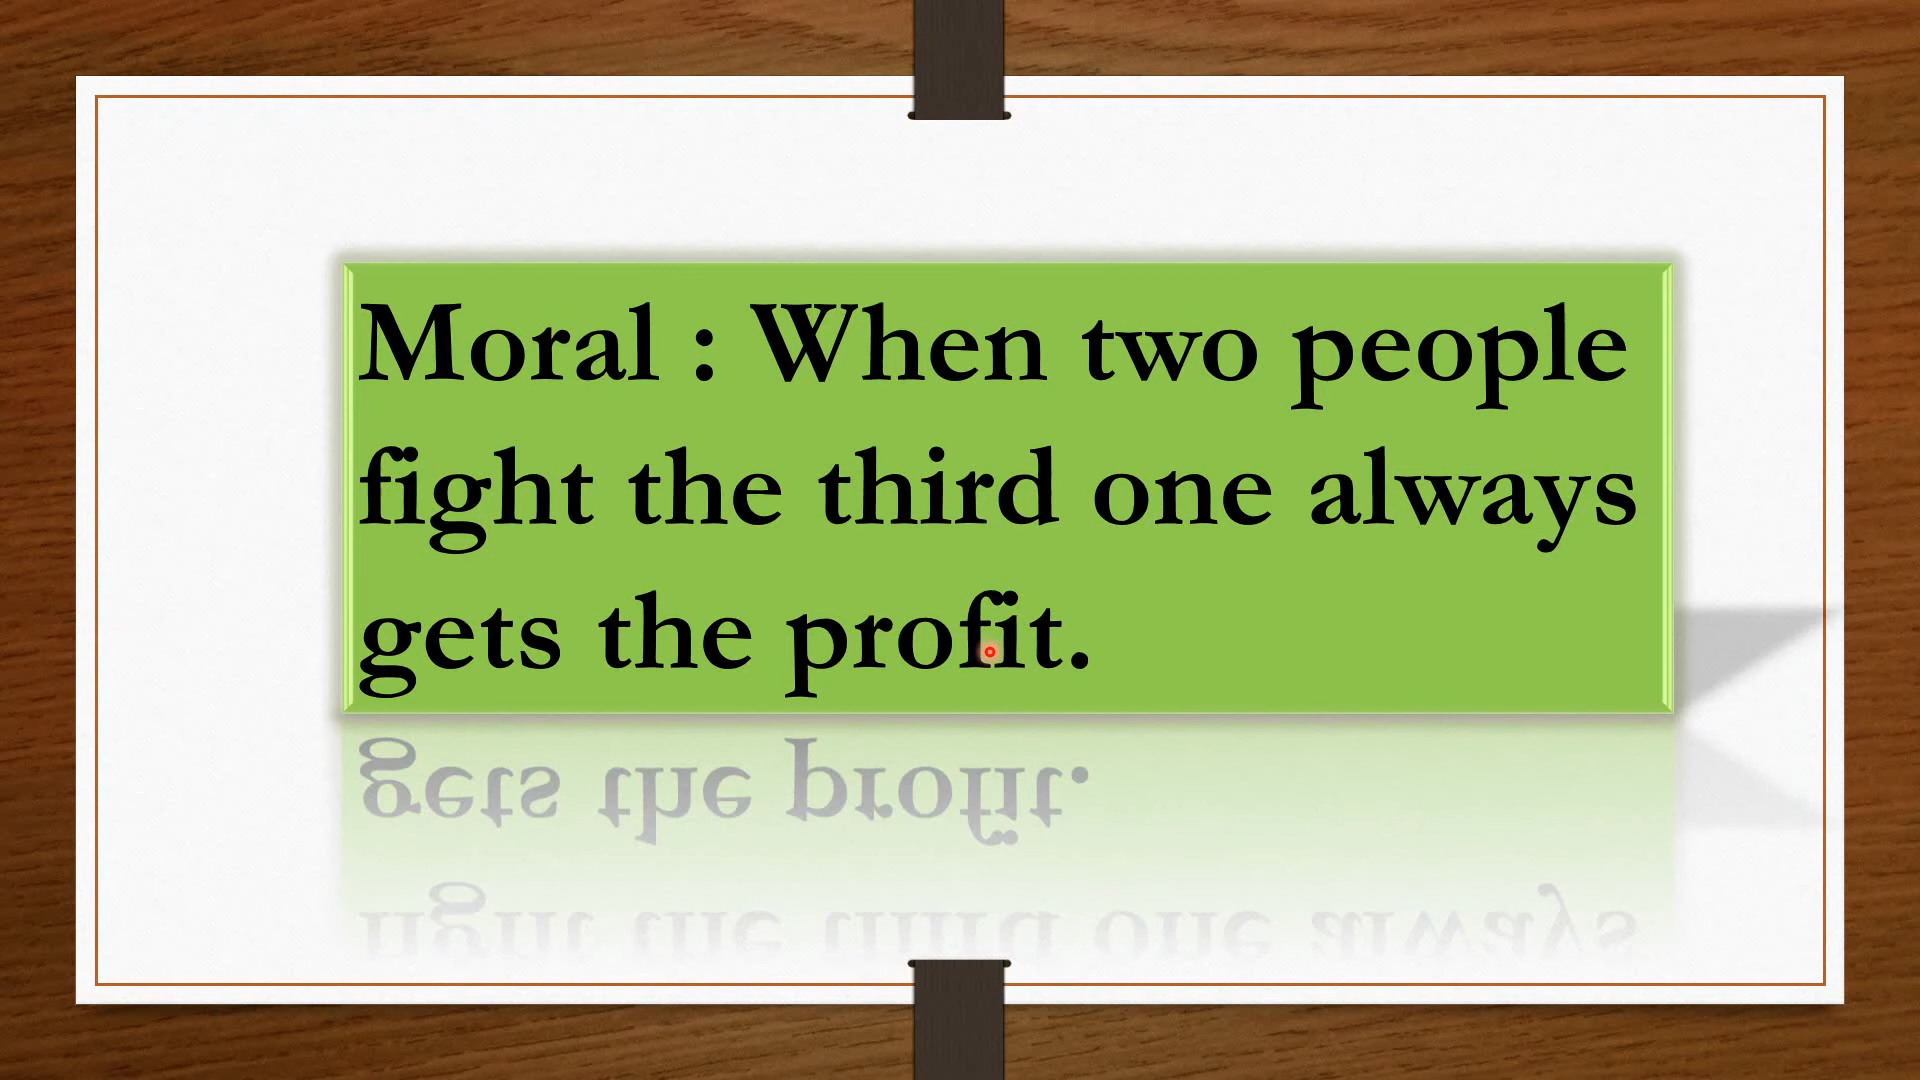 Moral : When two people
fight the third one always
gets the profit.